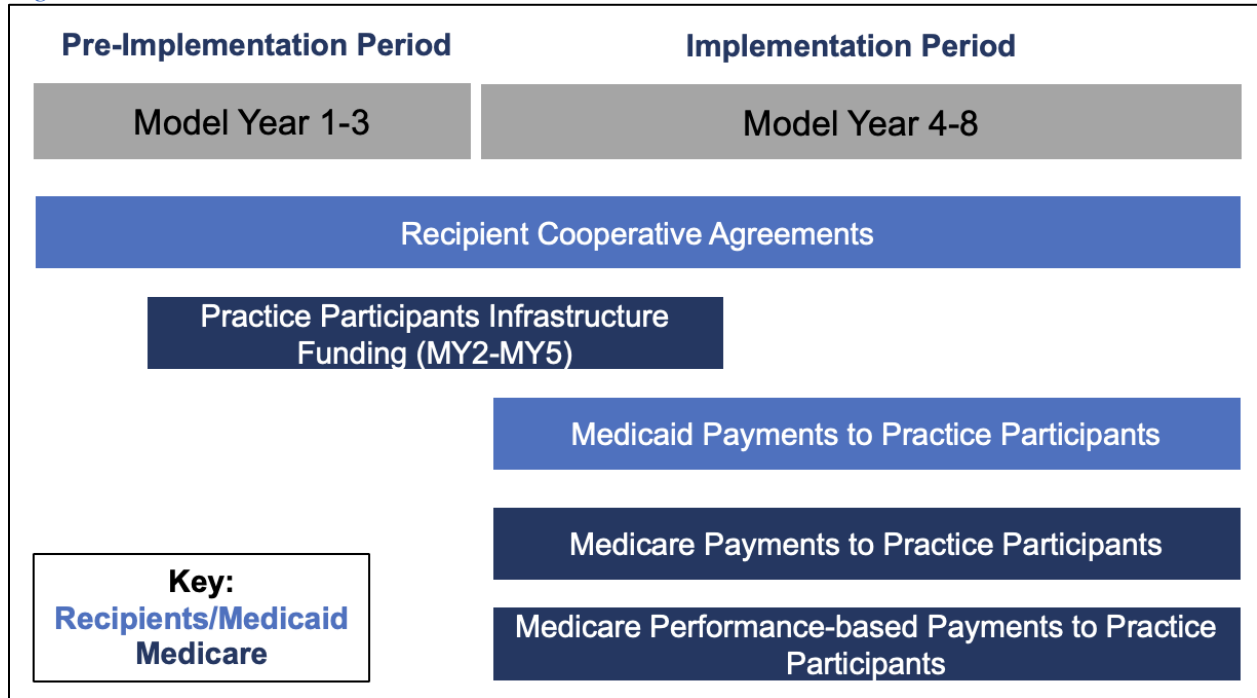 Pre-Implementation Period
Implementation Period
Model Year 1-3
Model Year 4-8
Recipient Cooperative Agreements
Practice Participants Infrastructure
Funding (MY2-MY5)
Medicaid Payments to Practice Participants
Medicare Payments to Practice Participants
Medicare Performance-based Payments to Practice
Participants
Key:
Recipients/Medicaid
Medicare